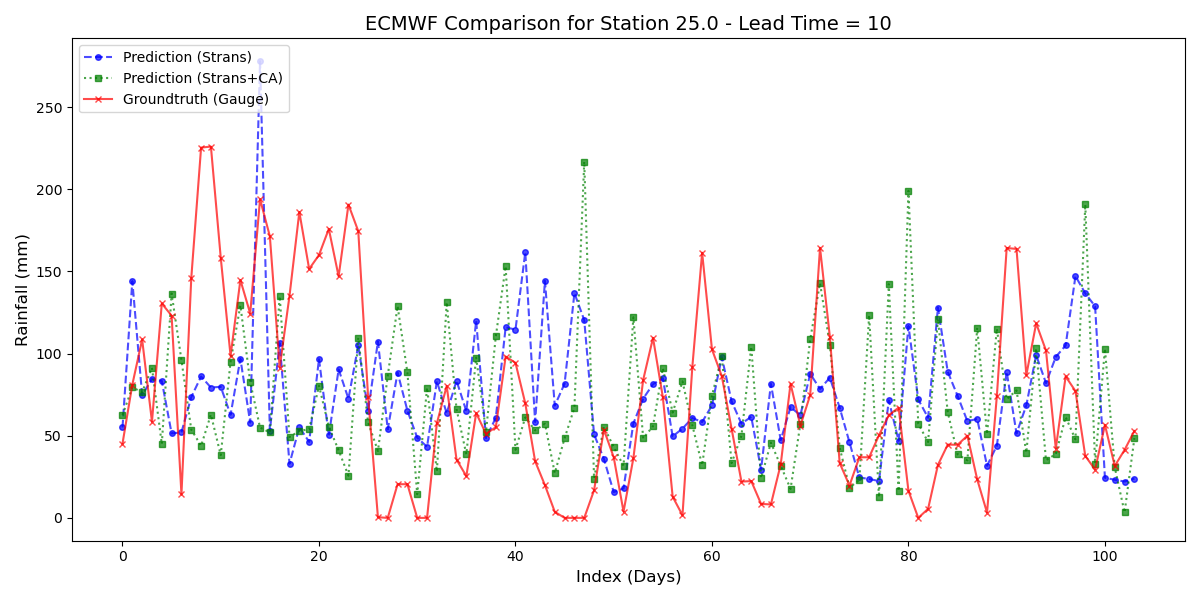 ECMWF Comparison for Station 25.0 - Lead Time = 10
Prediction (Strans)
Prediction (Strans+CA)
Groundtruth (Gauge)
Rainfall (mm)
250
200
150
100
50
0
0 20 40 60 80 100
Index (Days)